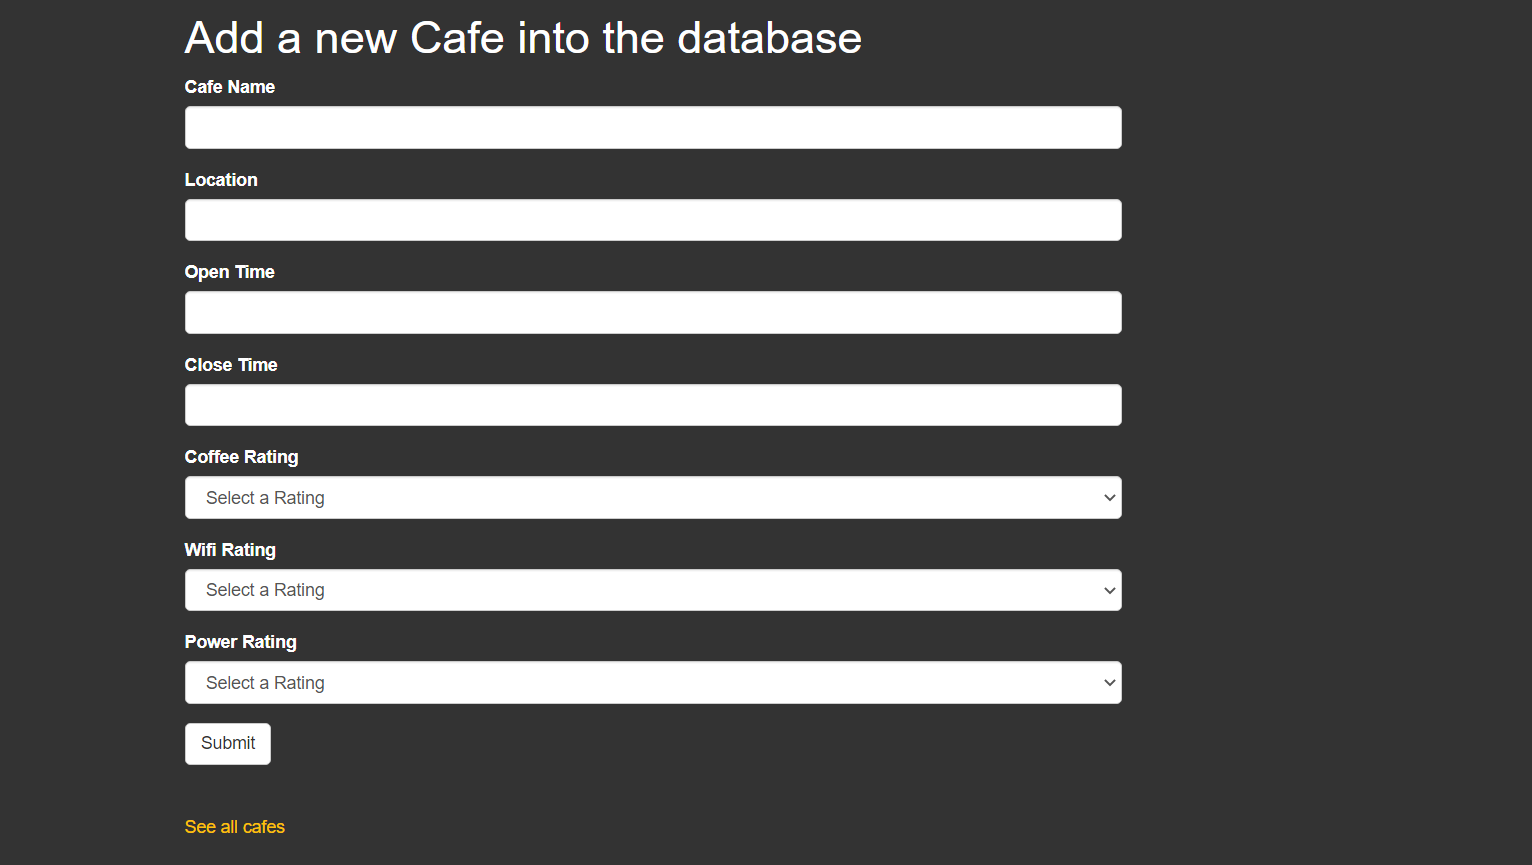 Add a new Cafe into the database
Cafe Name
Location
Open Time
Close Time
Coffee Rating
Select a Rating
Wifi Rating
Select a Rating
Power Rating
Select a Rating
Submit
See all cafes